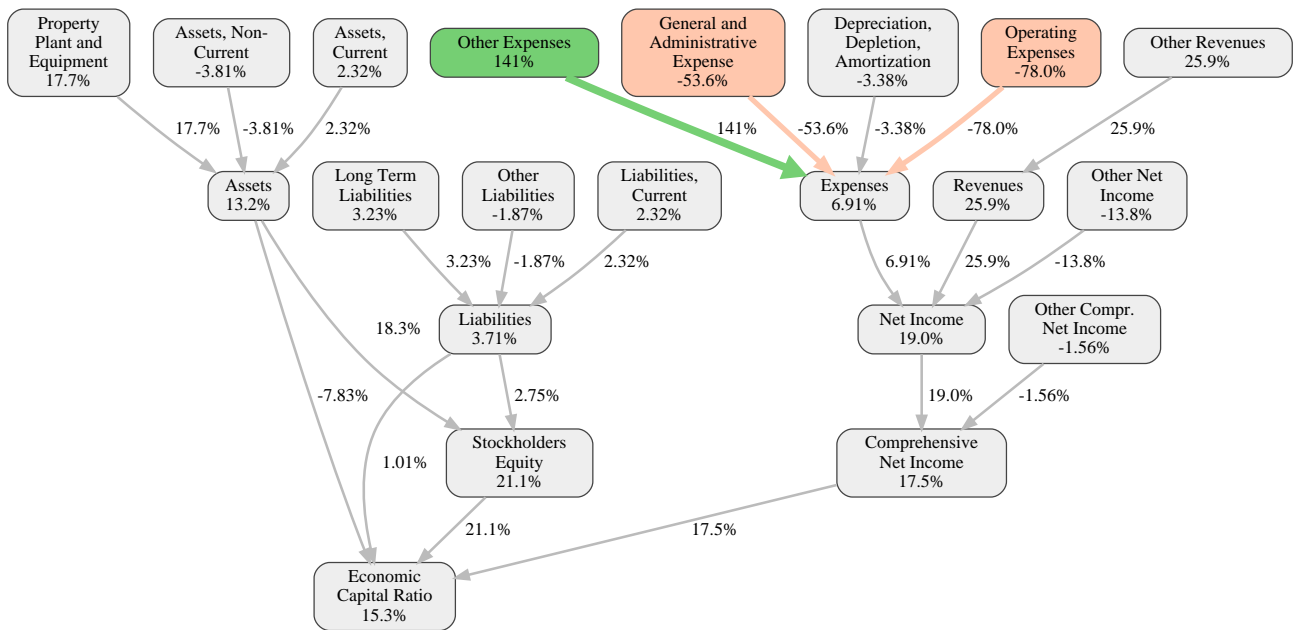 Property
Plant and
Equipment
17.7%
Assets, Non-
Current
-3.81%
Assets,
Current
2.32%
Other Expenses
141%
General and
Administrative
Expense
-53.6%
Depreciation,
Depletion,
Amortization
-3.38%
Operating
Expenses
-78.0%
Other Revenues
25.9%
17.7%
-3.81%
2.32%
141%
-53.6%
-3.38%
-78.0%
25.9%
Assets
13.2%
Long Term
Liabilities
3.23%
Other
Liabilities
-1.87%
Liabilities,
Current
2.32%
Expenses
6.91%
Revenues
25.9%
Other Net
Income
-13.8%
3.23%
-1.87%
2.32%
6.91%
25.9%
-13.8%
18.3%
Liabilities
3.71%
Net Income
19.0%
Other Compr.
Net Income
-1.56%
-7.83%
2.75%
19.0%
-1.56%
1.01%
Stockholders
Equity
21.1%
Comprehensive
Net Income
17.5%
21.1%
17.5%
Economic
Capital Ratio
15.3%